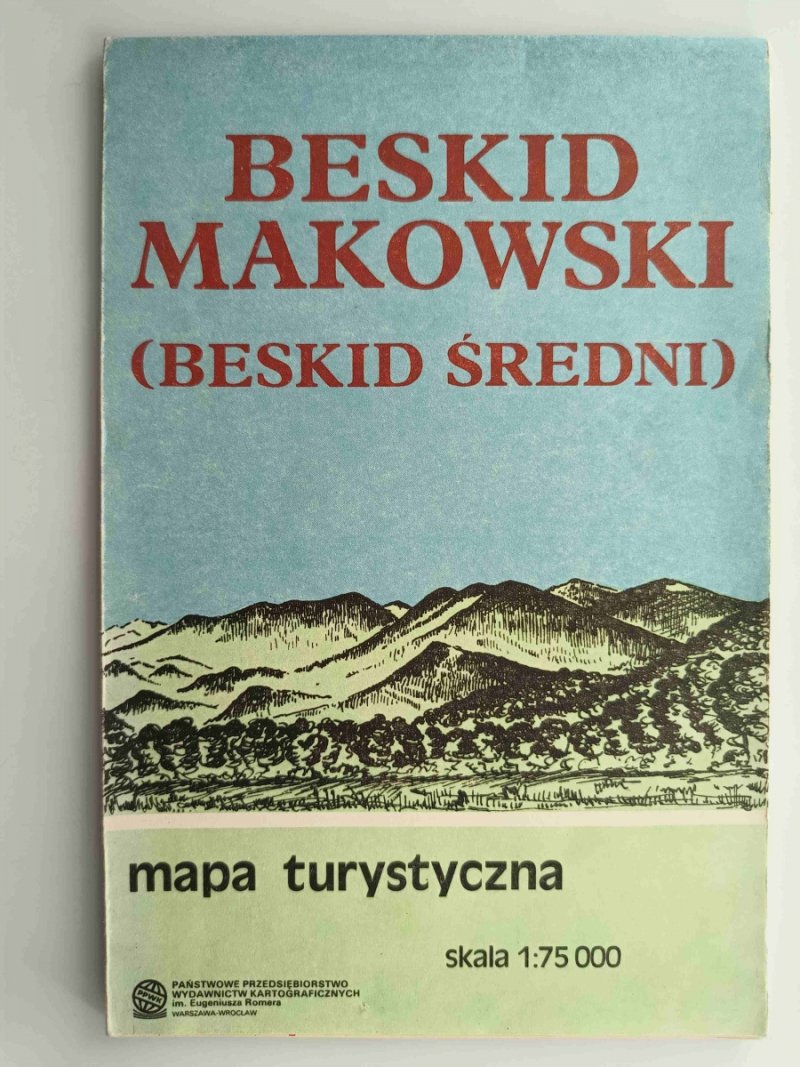 BESKID
MAKOWSKI
(BESKID ŚREDNI)
mapa turystyczna
skala 1:75 000
PPWK
PAŃSTWOWE PRZEDSIĘBIORSTWO
WYDAWNICTW KARTOGRAFICZNYCH
im. Eugeniusza Romera
WARSZAWA-WROCŁAW